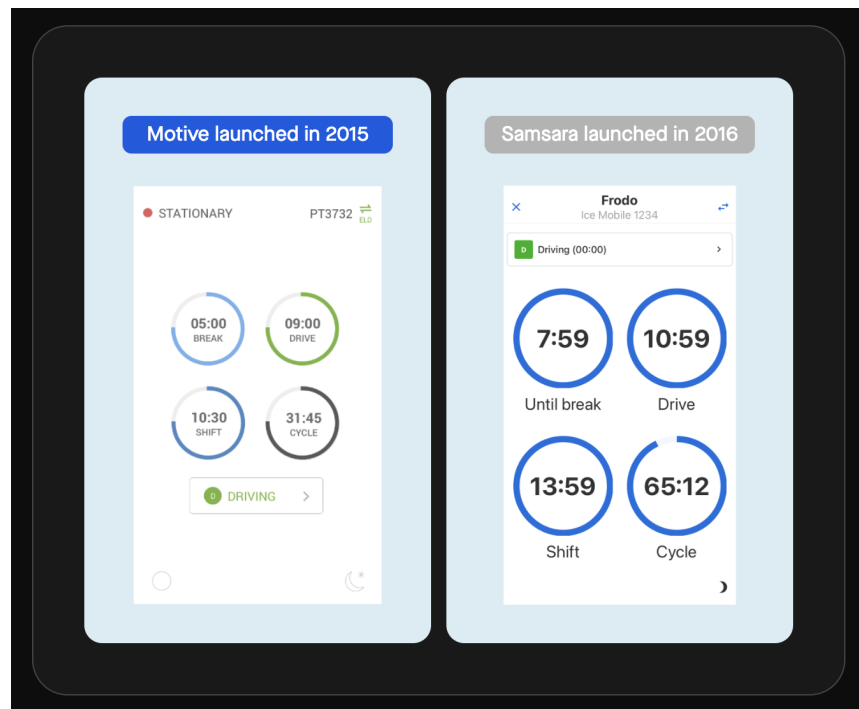 Motive launched in 2015
STATIONARY
PT3732
ELD
05:00
BREAK
09:00
DRIVE
10:30
SHIFT
31:45
CYCLE
D DRIVING
Samsara launched in 2016
Frodo
Ice Mobile 1234
D Driving (00:00)
7:59
Until break
10:59
Drive
13:59
Shift
65:12
Cycle